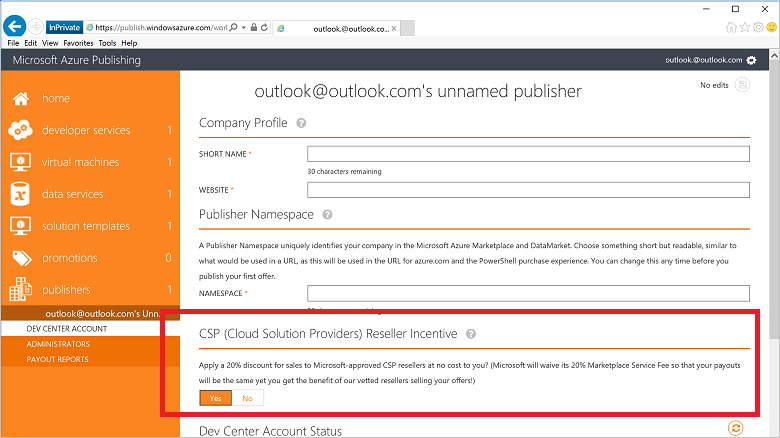 InPrivate https://publish.windowsazure.com/worl outlook.@outlook.co...
File Edit View Favorites Tools Help
Microsoft Azure Publishing outlook.@outlook.com
home
developer services 1
virtual machines 1
data services 1
solution templates 1
promotions 0
publishers 1
outlook@outlook.com's Unn...
DEV CENTER ACCOUNT
ADMINISTRATORS
PAYOUT REPORTS
No edits
outlook@outlook.com's unnamed publisher
Company Profile ?
SHORT NAME *
30 characters remaining
WEBSITE *
Publisher Namespace ?
A Publisher Namespace uniquely identifies your company in the Microsoft Azure Marketplace and DataMarket. Choose something short but readable, similar to
what would be used in a URL, as this will be used in the URL for azure.com and the PowerShell purchase experience. You can change this any time before you
publish your first offer.
NAMESPACE *
CSP (Cloud Solution Providers) Reseller Incentive ?
Apply a 20% discount for sales to Microsoft-approved CSP resellers at no cost to you? (Microsoft will waive its 20% Marketplace Service Fee so that your payouts
will be the same yet you get the benefit of our vetted resellers selling your offers!)
Yes No
Dev Center Account Status